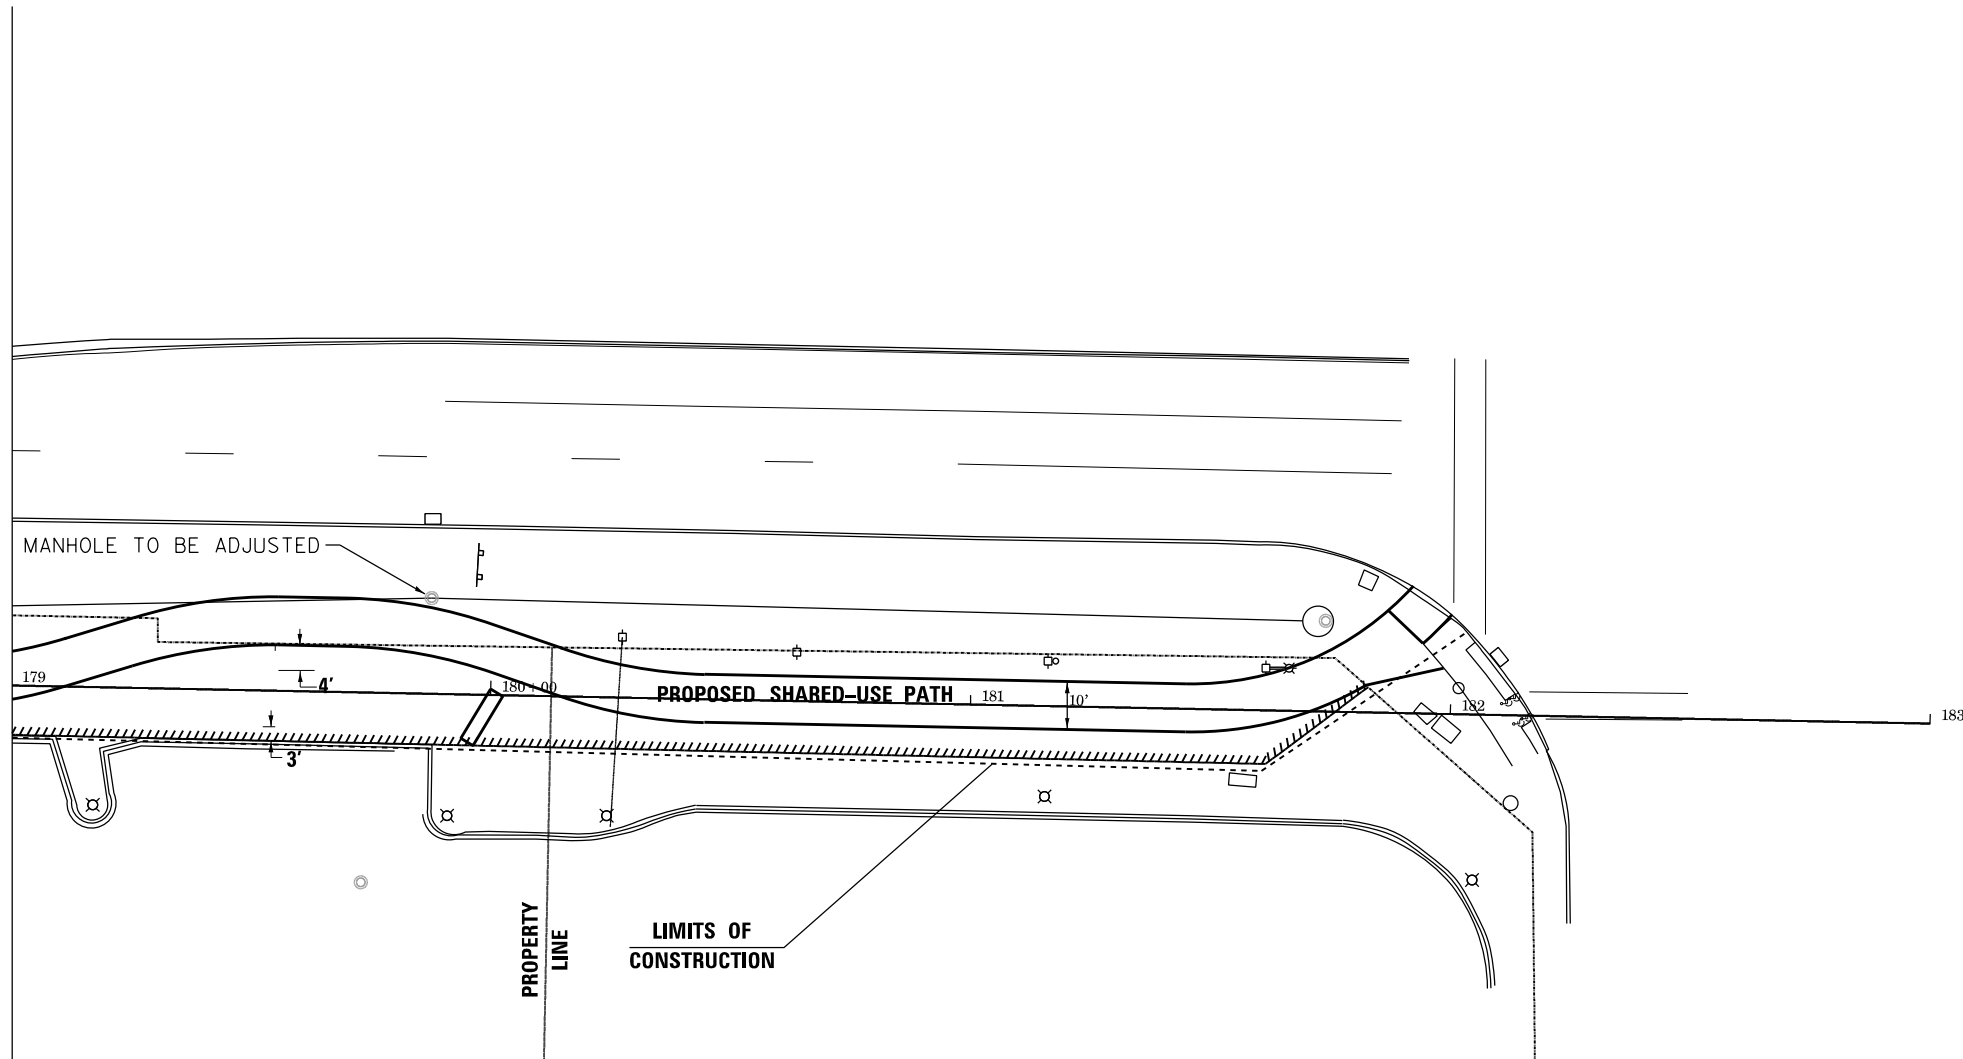 MANHOLE TO BE ADJUSTED
179
4'
180+00
PROPOSED SHARED-USE PATH
181
10'
182
183
3'
PROPERTY
LINE
LIMITS OF
CONSTRUCTION